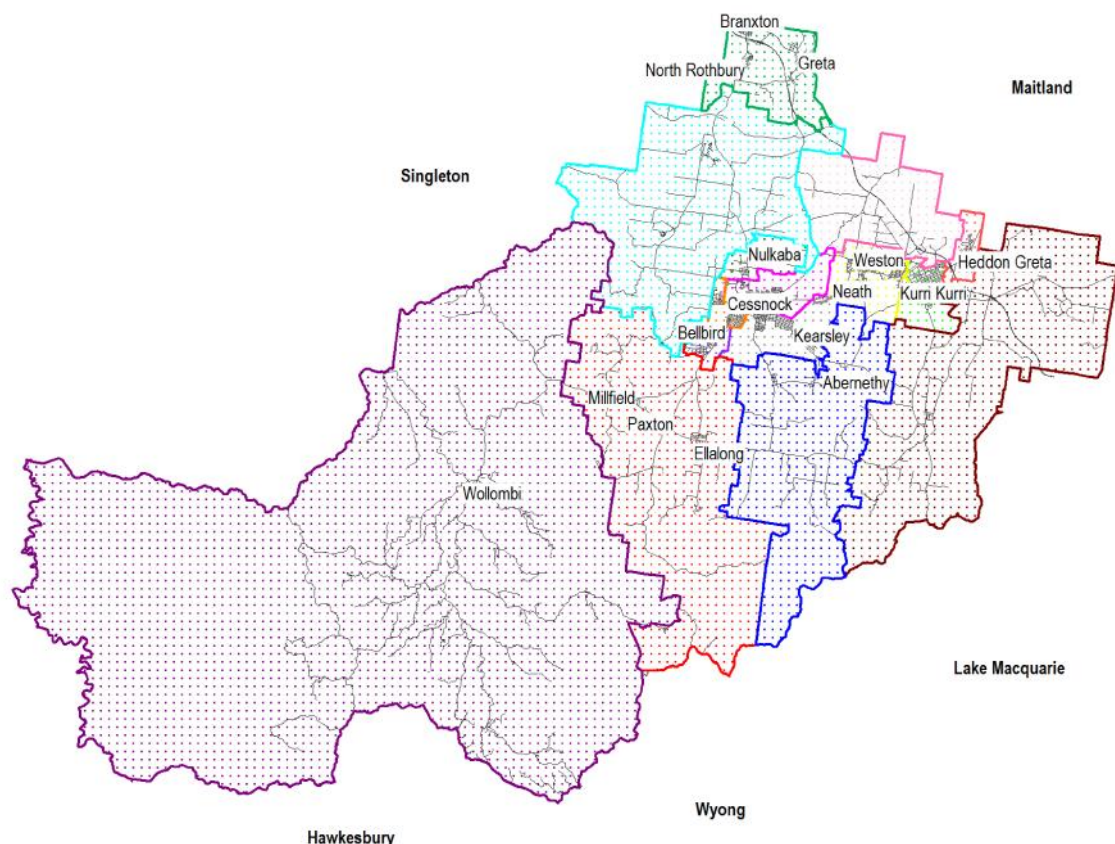 Branxton
North Rothbury
Greta
Maitland
Singleton
Nulkaba
Weston
Heddon Greta
Cessnock
Neath
Kurri Kurri
Bellbird
Kearsley
Abernethy
Millfield
Paxton
Ellalong
Wollombi
Lake Macquarie
Wyong
Hawkesbury